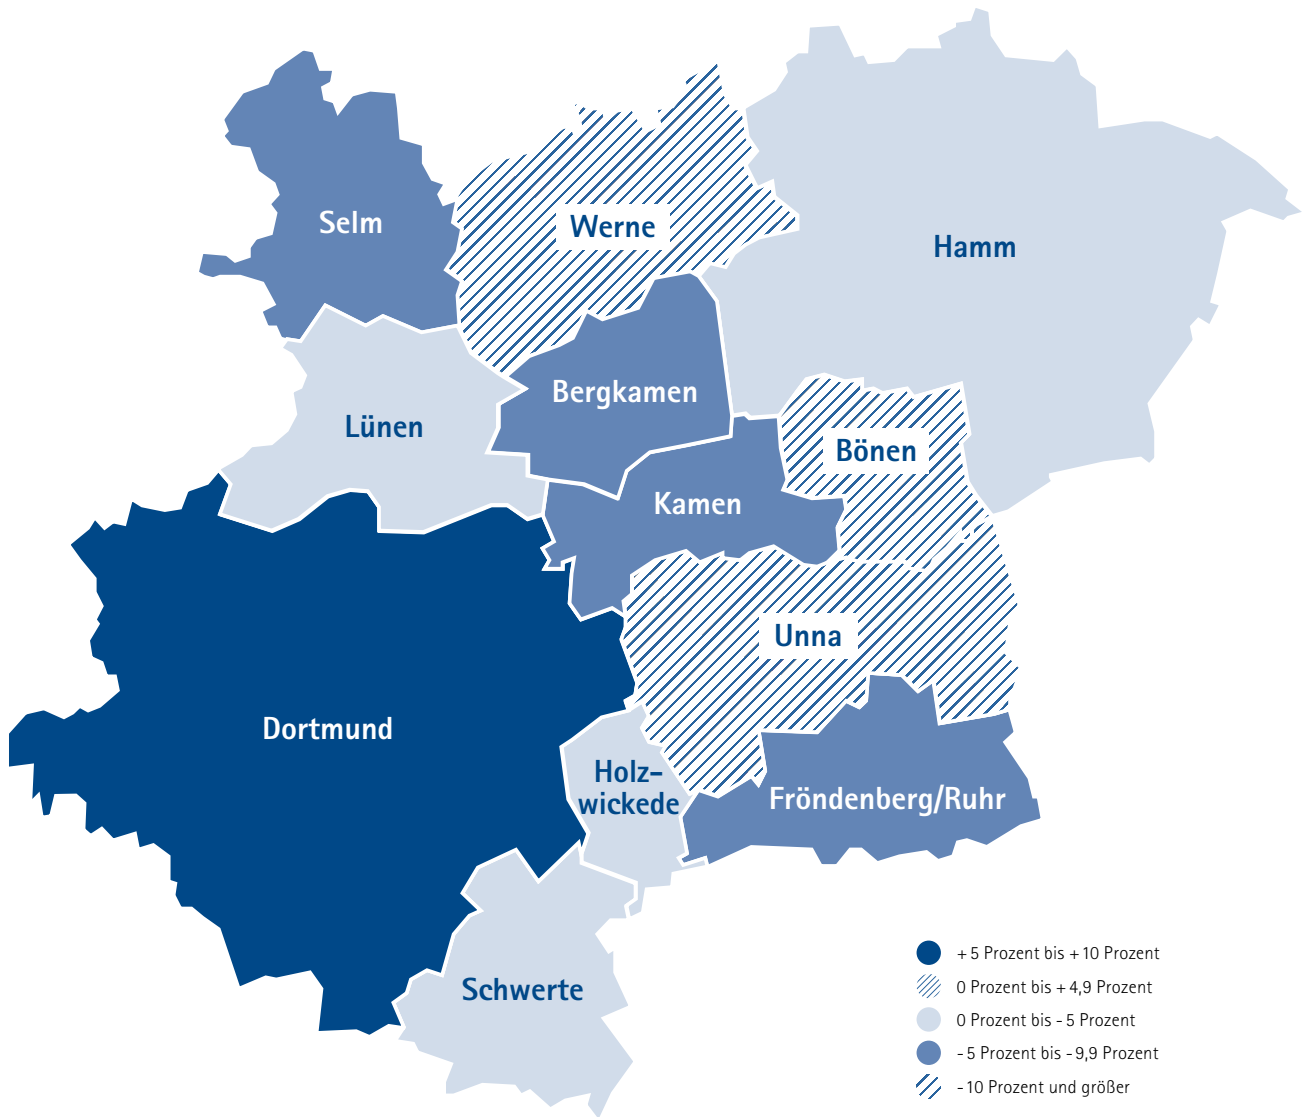 Selm
Werne
Hamm
Bergkamen
Lünen
Bönen
Kamen
Unna
Dortmund
Holz-
wickede
Fröndenberg/Ruhr
Schwerte
+ 5 Prozent bis + 10 Prozent
0 Prozent bis + 4,9 Prozent
0 Prozent bis - 5 Prozent
- 5 Prozent bis - 9,9 Prozent
- 10 Prozent und größer